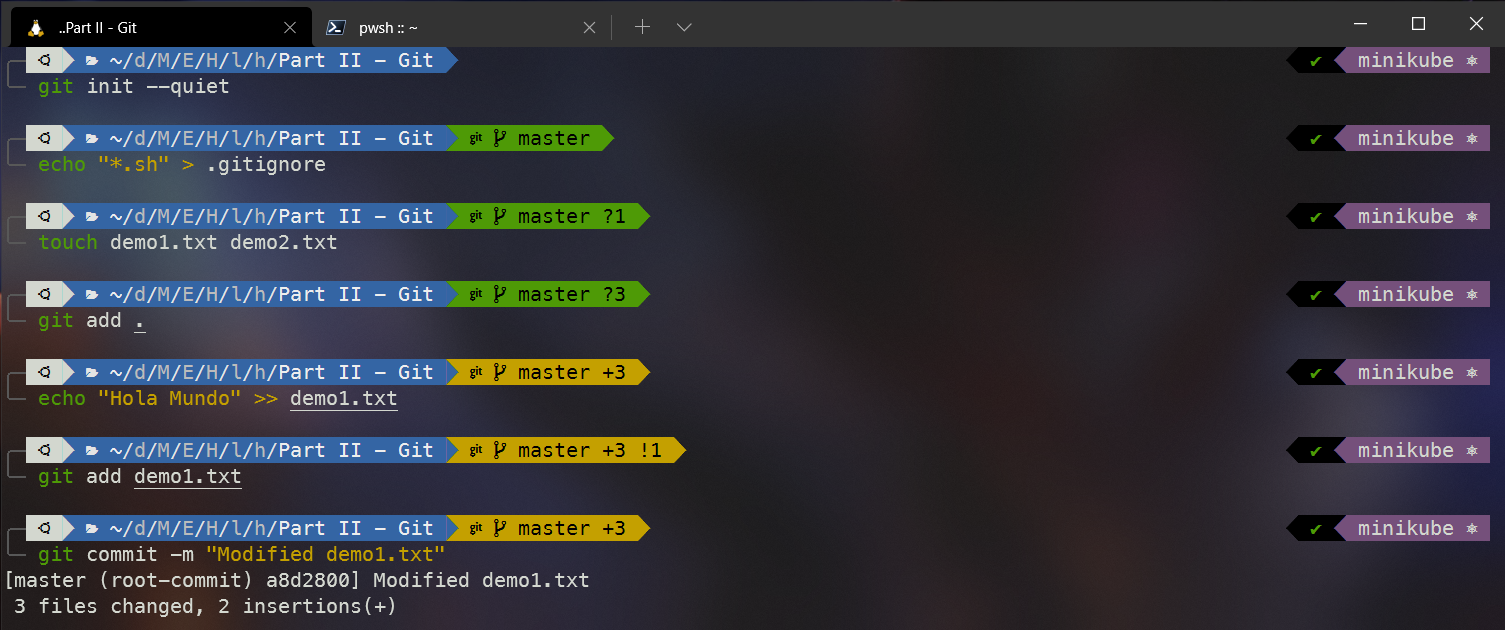 ..Part II - Git
pwsh :: ~
~/d/M/E/H/l/h/Part II - Git minikube
git init --quiet
~/d/M/E/H/l/h/Part II - Git git master minikube
echo "*.sh" > .gitignore
~/d/M/E/H/l/h/Part II - Git git master ?1 minikube
touch demo1.txt demo2.txt
~/d/M/E/H/l/h/Part II - Git git master ?3 minikube
git add .
~/d/M/E/H/l/h/Part II - Git git master +3 minikube
echo "Hola Mundo" >> demo1.txt
~/d/M/E/H/l/h/Part II - Git git master +3 !1 minikube
git add demo1.txt
~/d/M/E/H/l/h/Part II - Git git master +3 minikube
git commit -m "Modified demo1.txt"
[master (root-commit) a8d2800] Modified demo1.txt
3 files changed, 2 insertions(+)